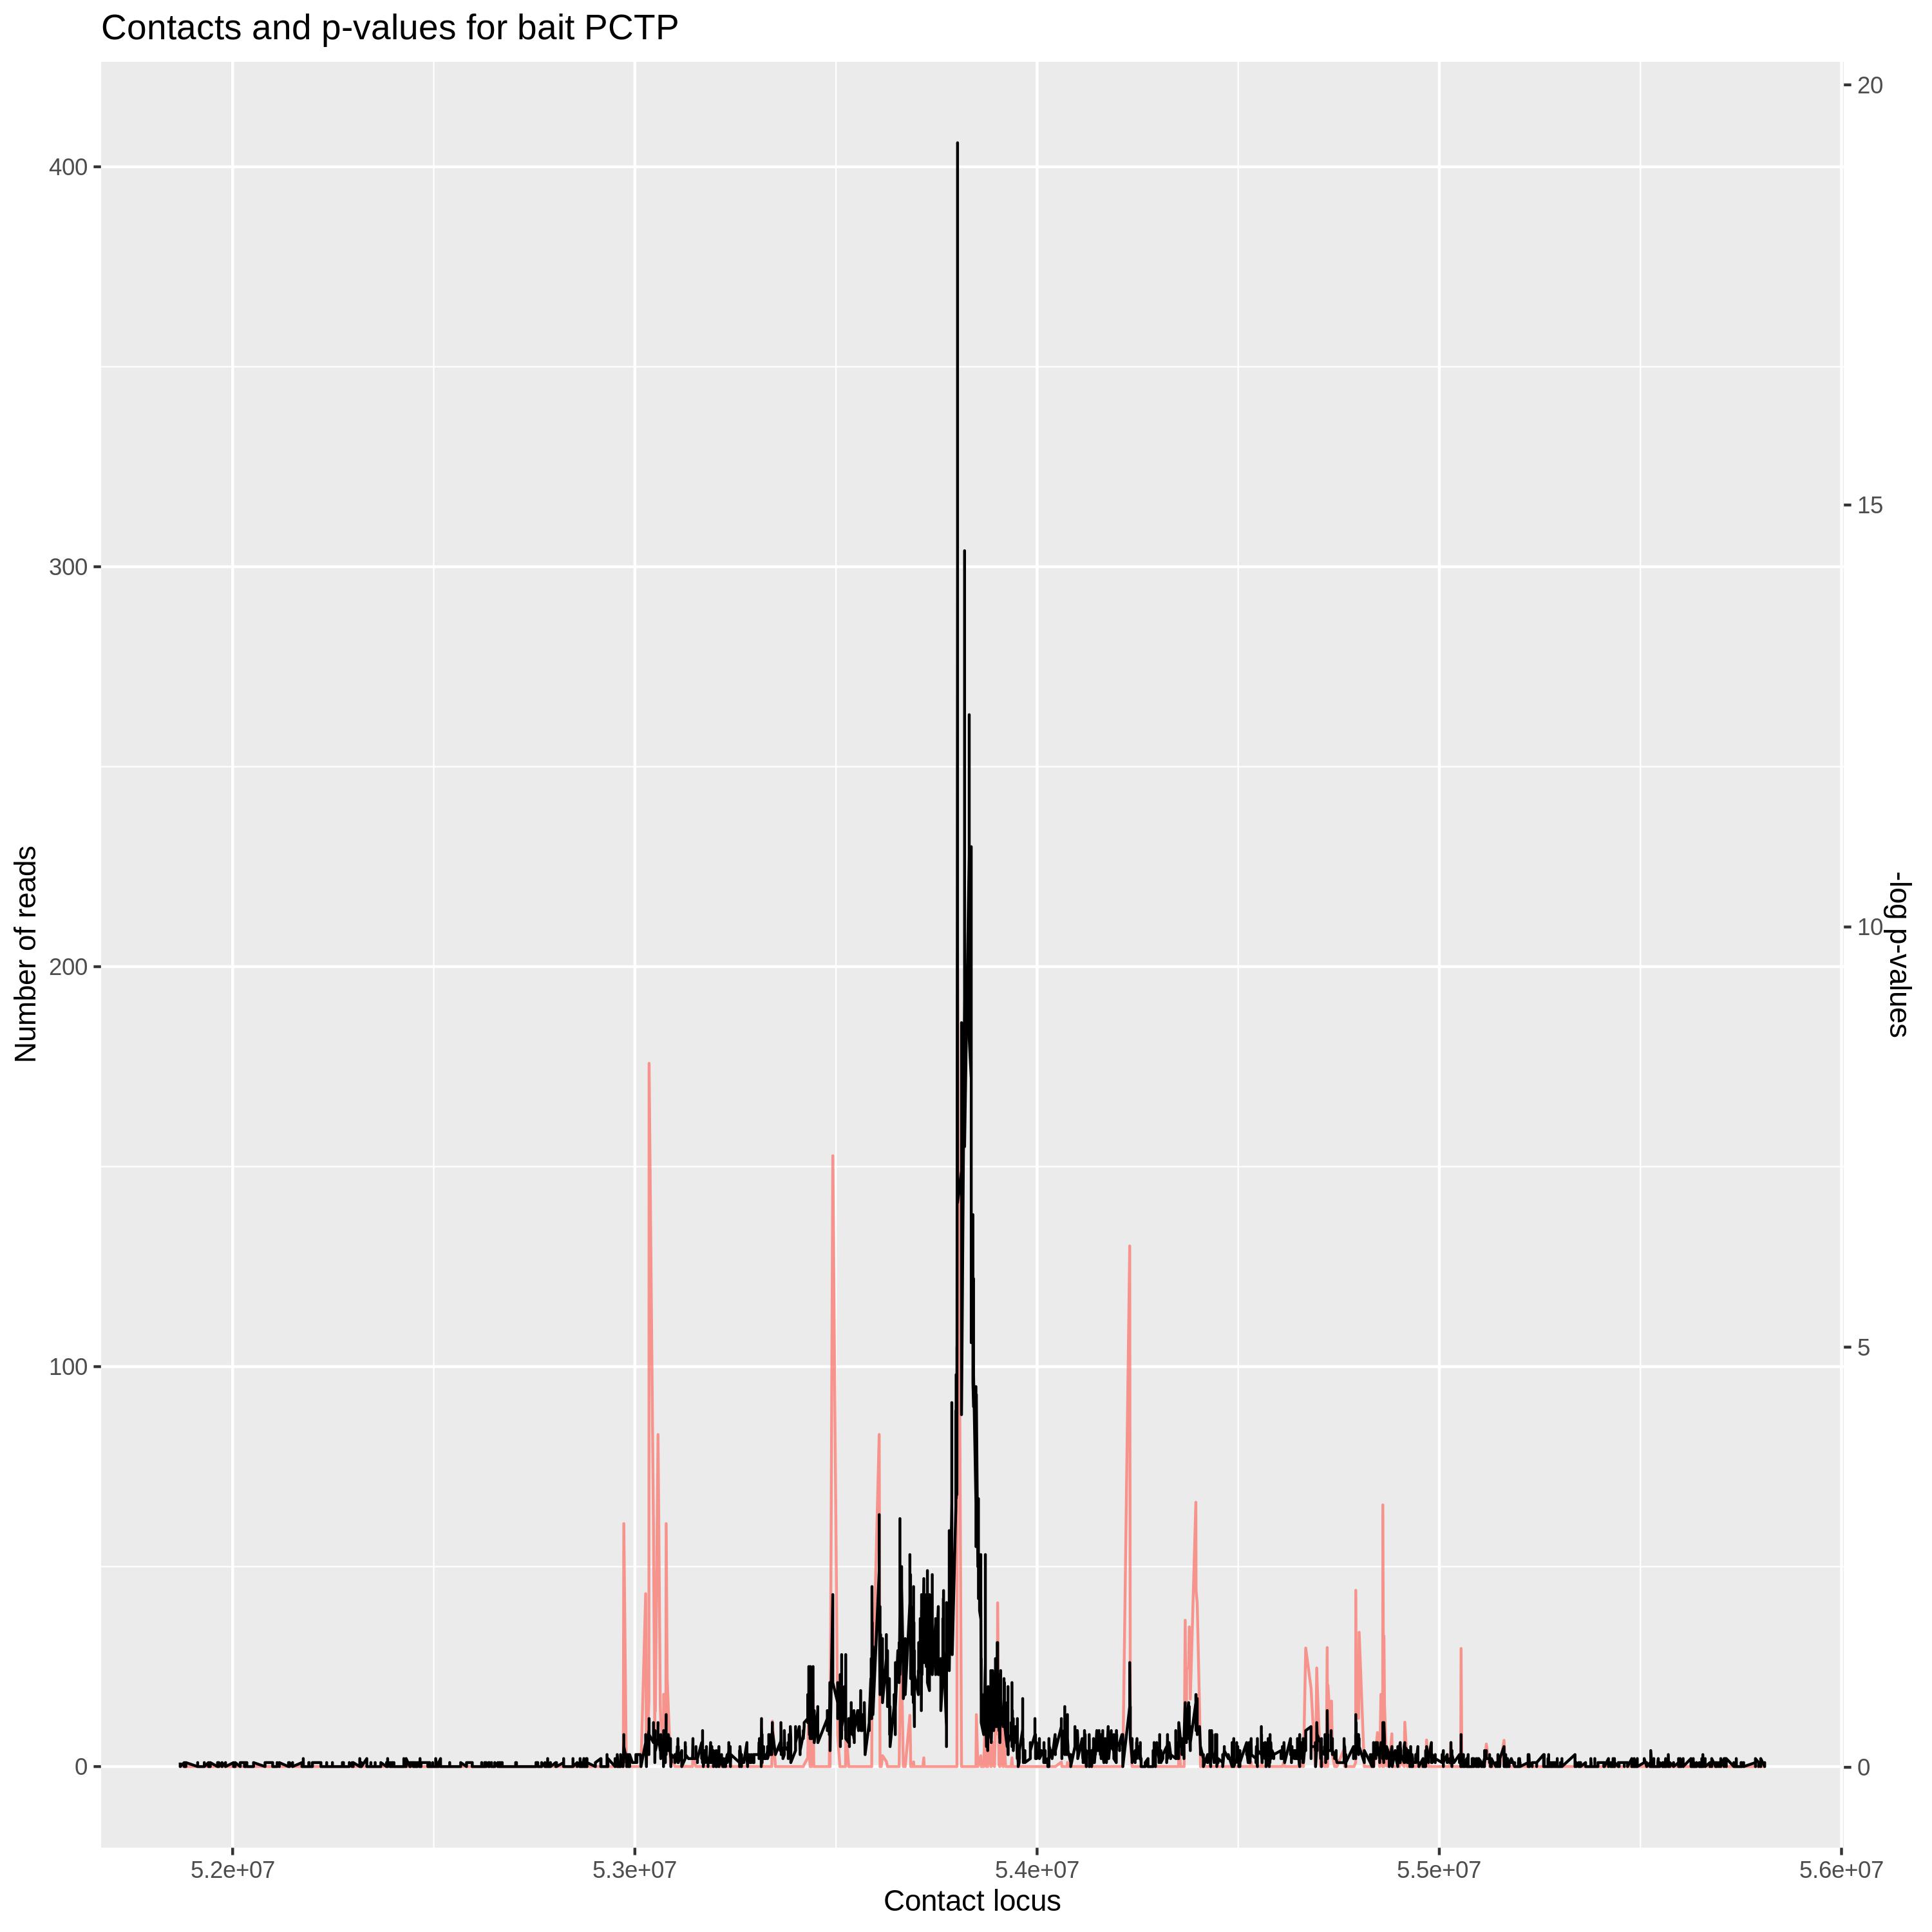 Contacts and p-values for bait PCTP
Number of reads
400
300
200
100
0
20
15
10
5
0
-log p-values
5.2e+07
5.3e+07
5.4e+07
5.5e+07
5.6e+07
Contact locus